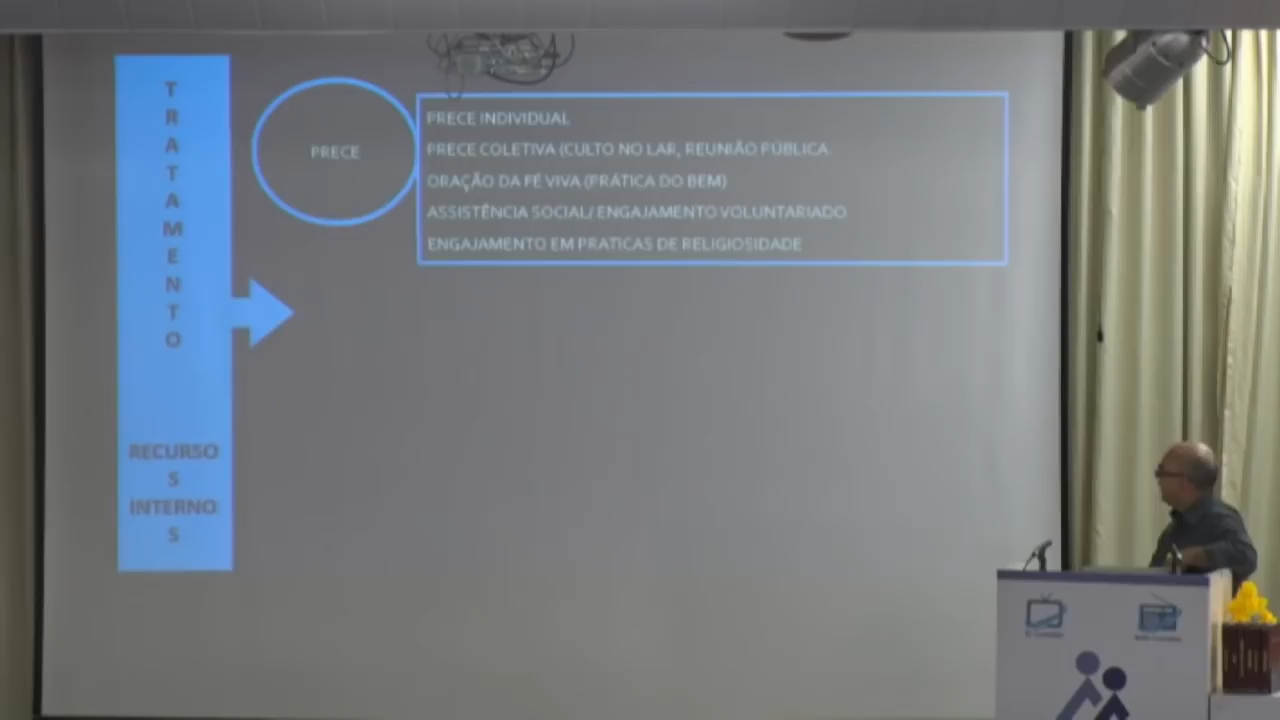 T
R
A
T
A
M
E
N
T
O
RECURSO
S
INTERNO
S
PRECE
PRECE INDIVIDUAL
PRECE COLETIVA (CULTO NO LAR, REUNIÃO PÚBLICA.
ORAÇÃO DA FÉ VIVA (PRÁTICA DO BEM)
ASSISTÊNCIA SOCIAL/ ENGAJAMENTO VOLUNTARIADO
ENGAJAMENTO EM PRATICAS DE RELIGIOSIDADE